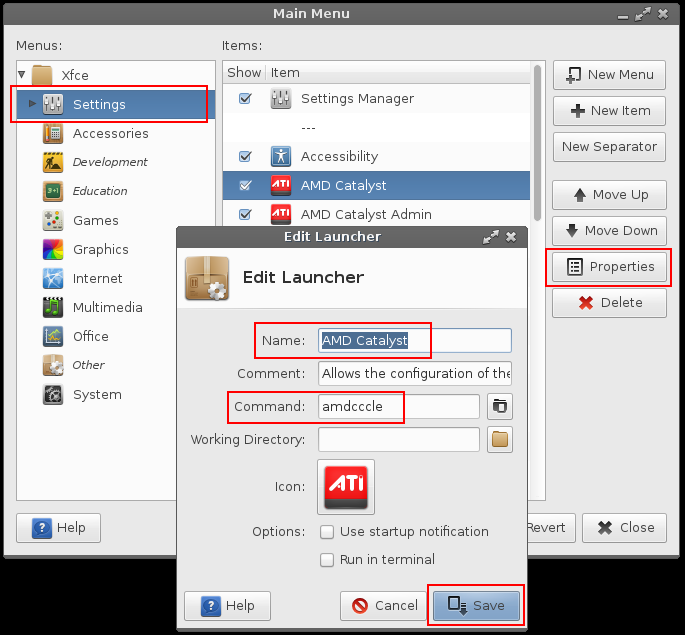 Main Menu
Menus:
Items:
Xfce
Settings
Accessories
Development
Education
Games
Graphics
Internet
Multimedia
Office
Other
System
Show Item
Settings Manager
---
Accessibility
ATI AMD Catalyst
ATI AMD Catalyst Admin
New Menu
New Item
New Separator
Move Up
Move Down
Properties
Delete
Edit Launcher
Edit Launcher
Name: AMD Catalyst
Comment: Allows the configuration of the
Command: amdcccle
Working Directory:
Icon: ATI
Options: Use startup notification
Run in terminal
Help Cancel Save
Help Revert Close